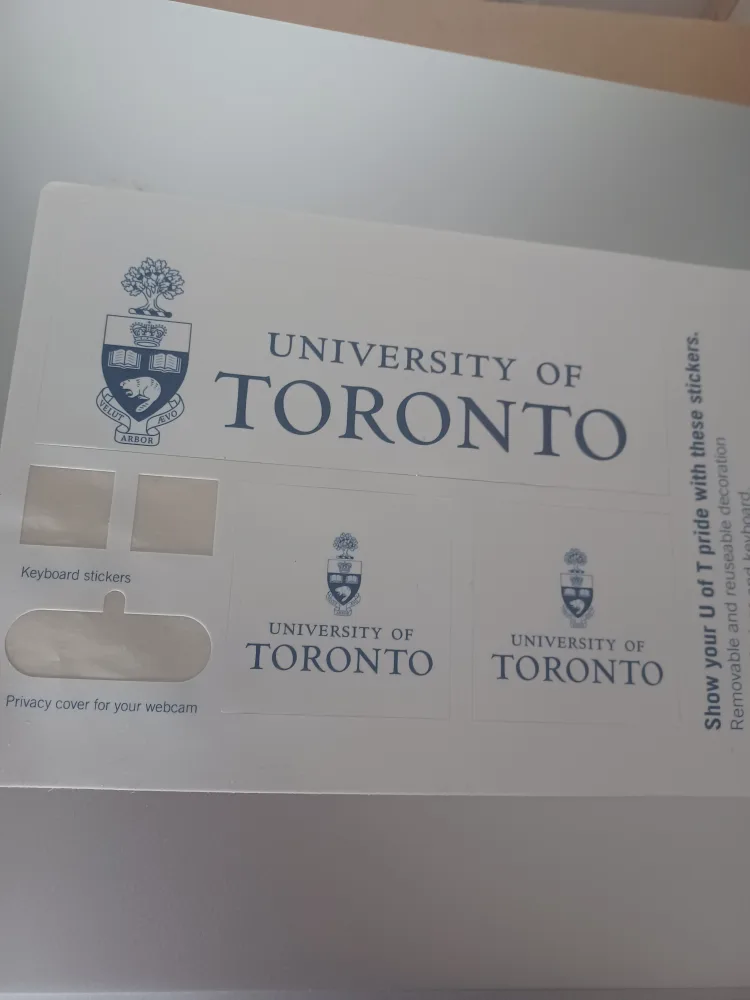 UNIVERSITY OF
TORONTO
VELUT
ARBOR
ÆVO
Keyboard stickers
Privacy cover for your webcam
UNIVERSITY OF
TORONTO
UNIVERSITY OF
TORONTO
Show your U of T pride with these stickers.
Removable and reuseable decoration
keyboard.